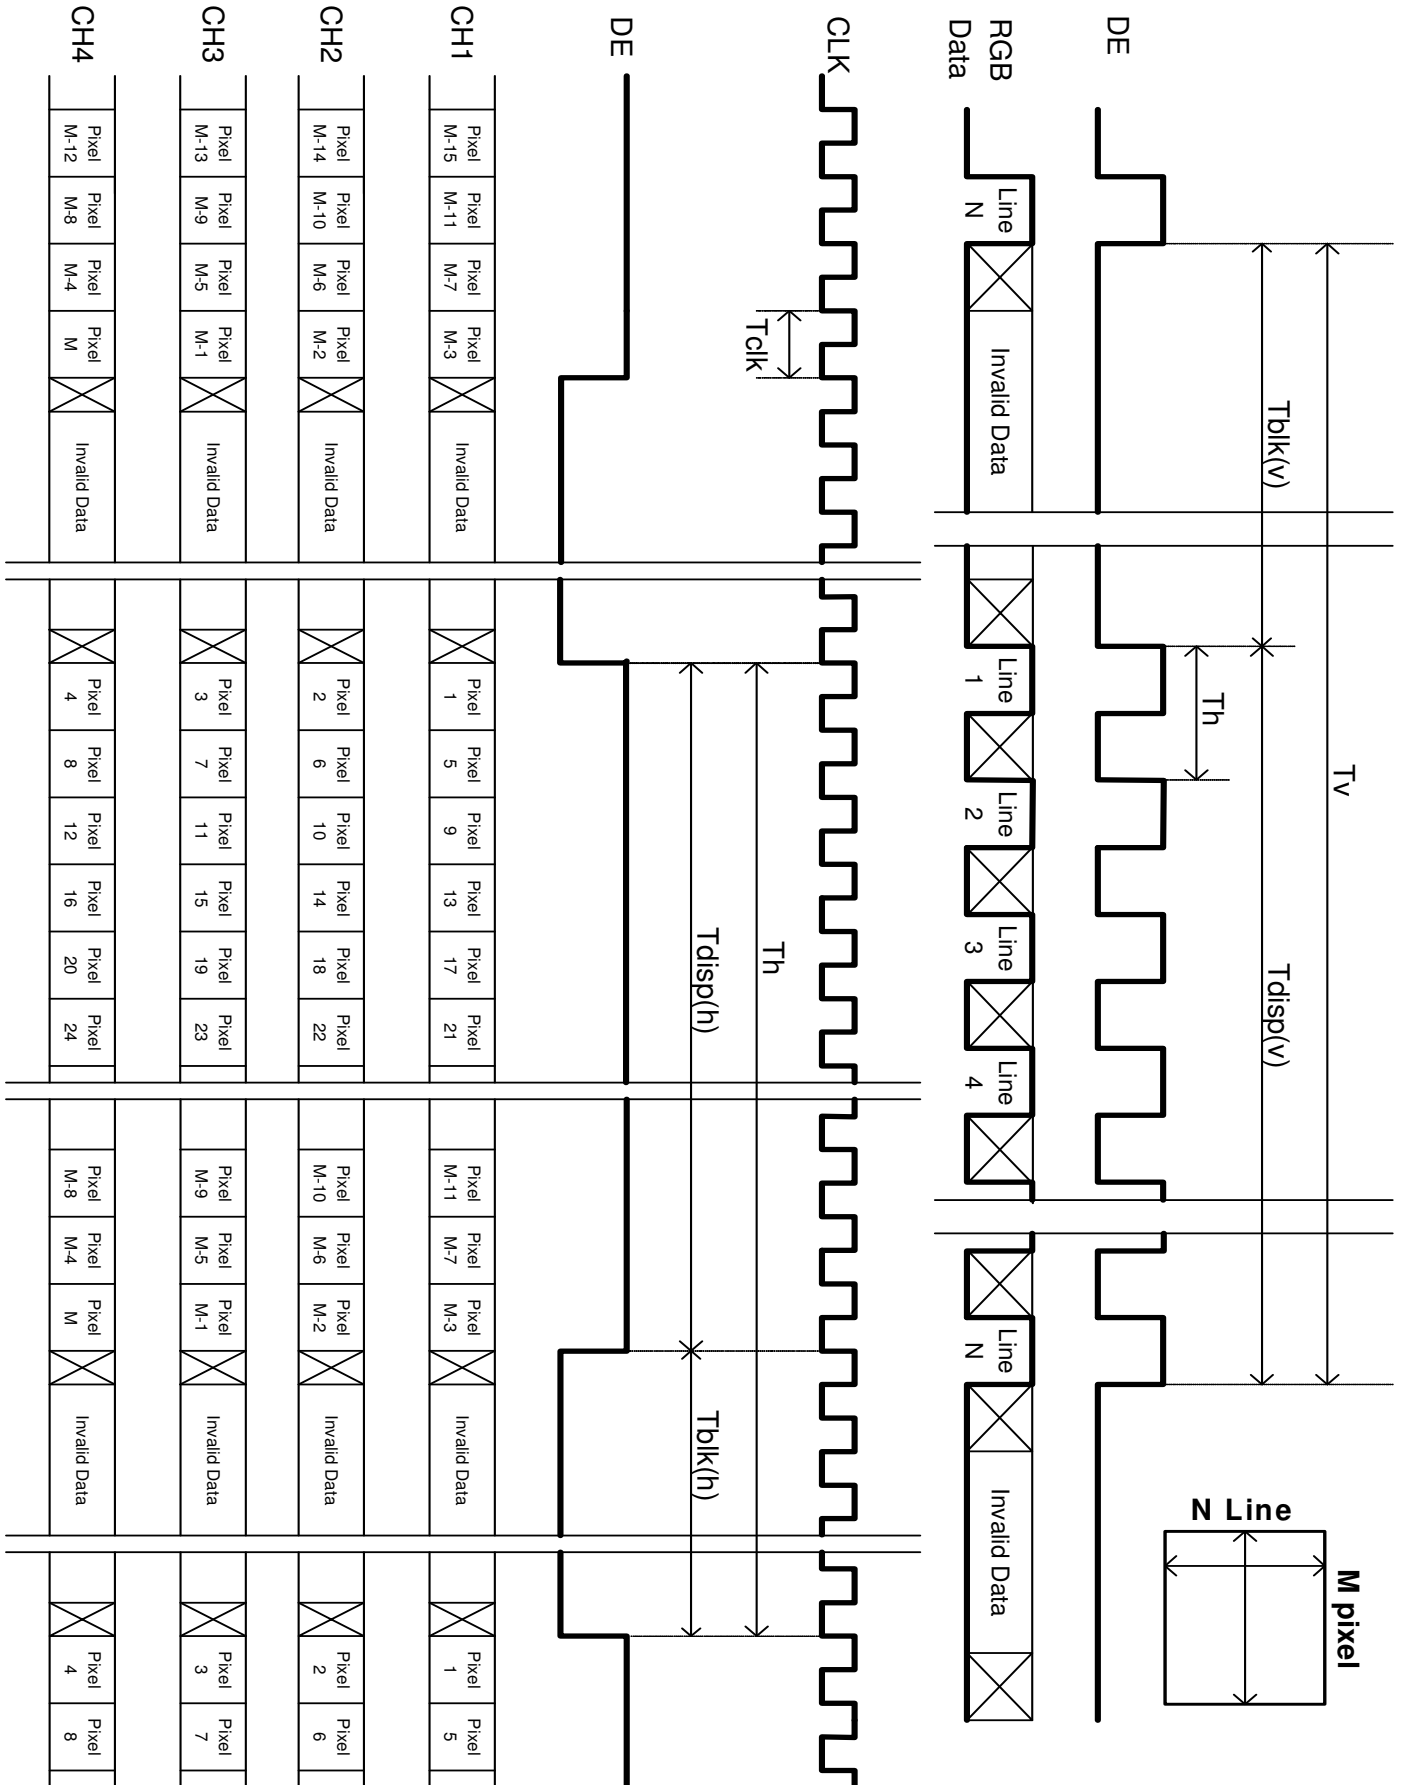 Tv
Tblk(v)
Tdisp(v)
Th
DE
RGB
Data
Line
N
Invalid Data
Line
1
Line
2
Line
3
Line
4
Line
N
Invalid Data
M pixel
N Line
CLK
Tclk
Th
Tdisp(h)
Tblk(h)
DE
CH1
Pixel
M-15
Pixel
M-11
Pixel
M-7
Pixel
M-3
Invalid Data
Pixel
1
Pixel
5
Pixel
9
Pixel
13
Pixel
17
Pixel
21
Pixel
M-11
Pixel
M-7
Pixel
M-3
Invalid Data
Pixel
1
Pixel
5
CH2
Pixel
M-14
Pixel
M-10
Pixel
M-6
Pixel
M-2
Invalid Data
Pixel
2
Pixel
6
Pixel
10
Pixel
14
Pixel
18
Pixel
22
Pixel
M-10
Pixel
M-6
Pixel
M-2
Invalid Data
Pixel
2
Pixel
6
CH3
Pixel
M-13
Pixel
M-9
Pixel
M-5
Pixel
M-1
Invalid Data
Pixel
3
Pixel
7
Pixel
11
Pixel
15
Pixel
19
Pixel
23
Pixel
M-9
Pixel
M-5
Pixel
M-1
Invalid Data
Pixel
3
Pixel
7
CH4
Pixel
M-12
Pixel
M-8
Pixel
M-4
Pixel
M
Invalid Data
Pixel
4
Pixel
8
Pixel
12
Pixel
16
Pixel
20
Pixel
24
Pixel
M-8
Pixel
M-4
Pixel
M
Invalid Data
Pixel
4
Pixel
8